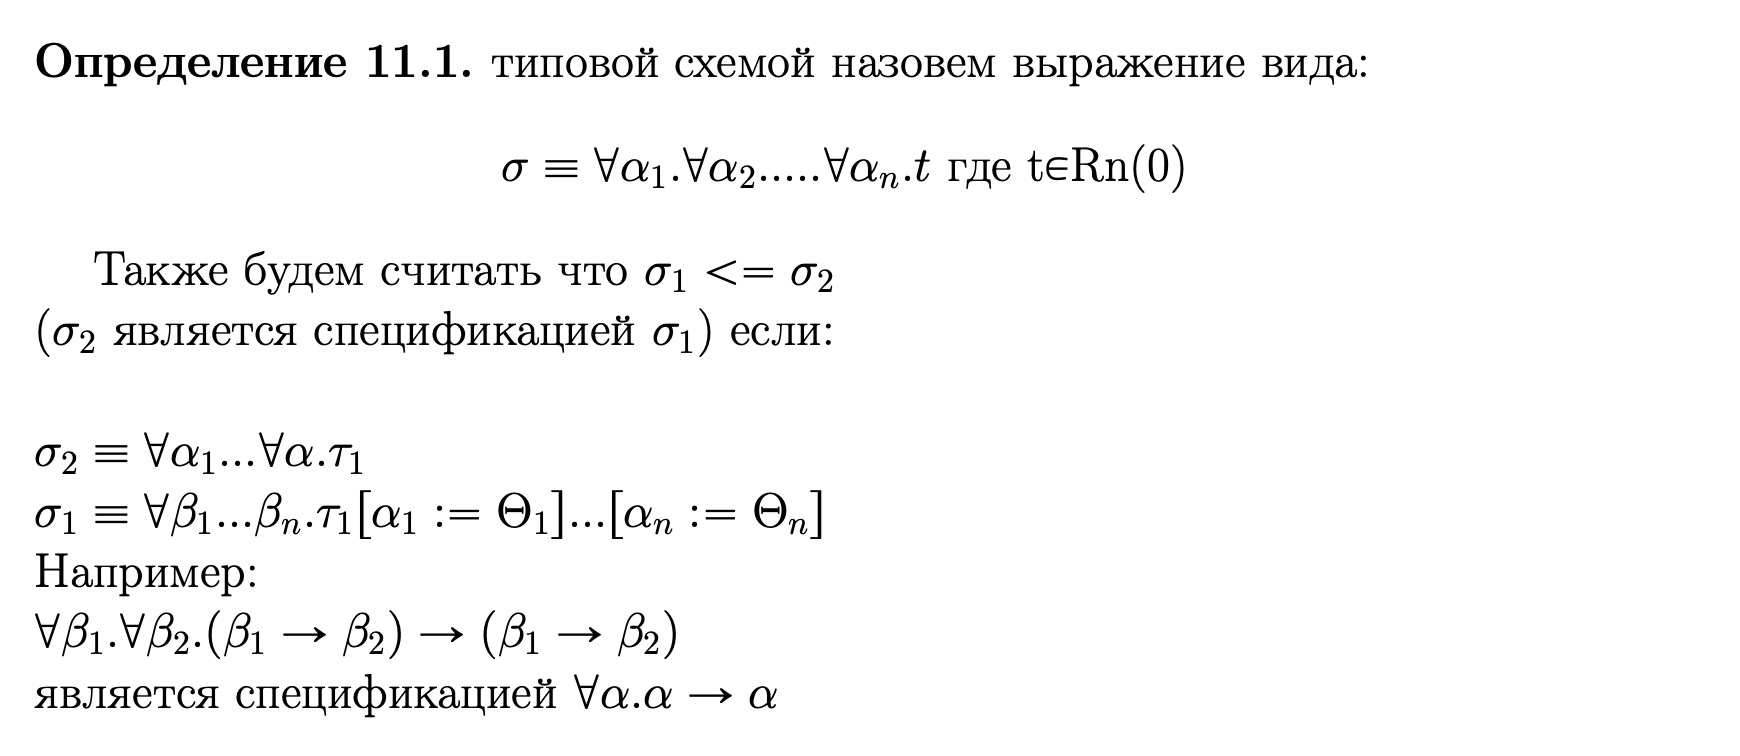 Определение 11.1. типовой схемой назовем выражение вида:
σ ≡ ∀α₁.∀α₂.....∀αₙ.t где t∈Rn(0)
Также будем считать что σ₁ <= σ₂
(σ₂ является спецификацией σ₁) если:
σ₂ ≡ ∀α₁...∀α.τ₁
σ₁ ≡ ∀β₁...βₙ.τ₁[α₁ := Θ₁]...[αₙ := Θₙ]
Например:
∀β₁.∀β₂.(β₁ → β₂) → (β₁ → β₂)
является спецификацией ∀α.α → α